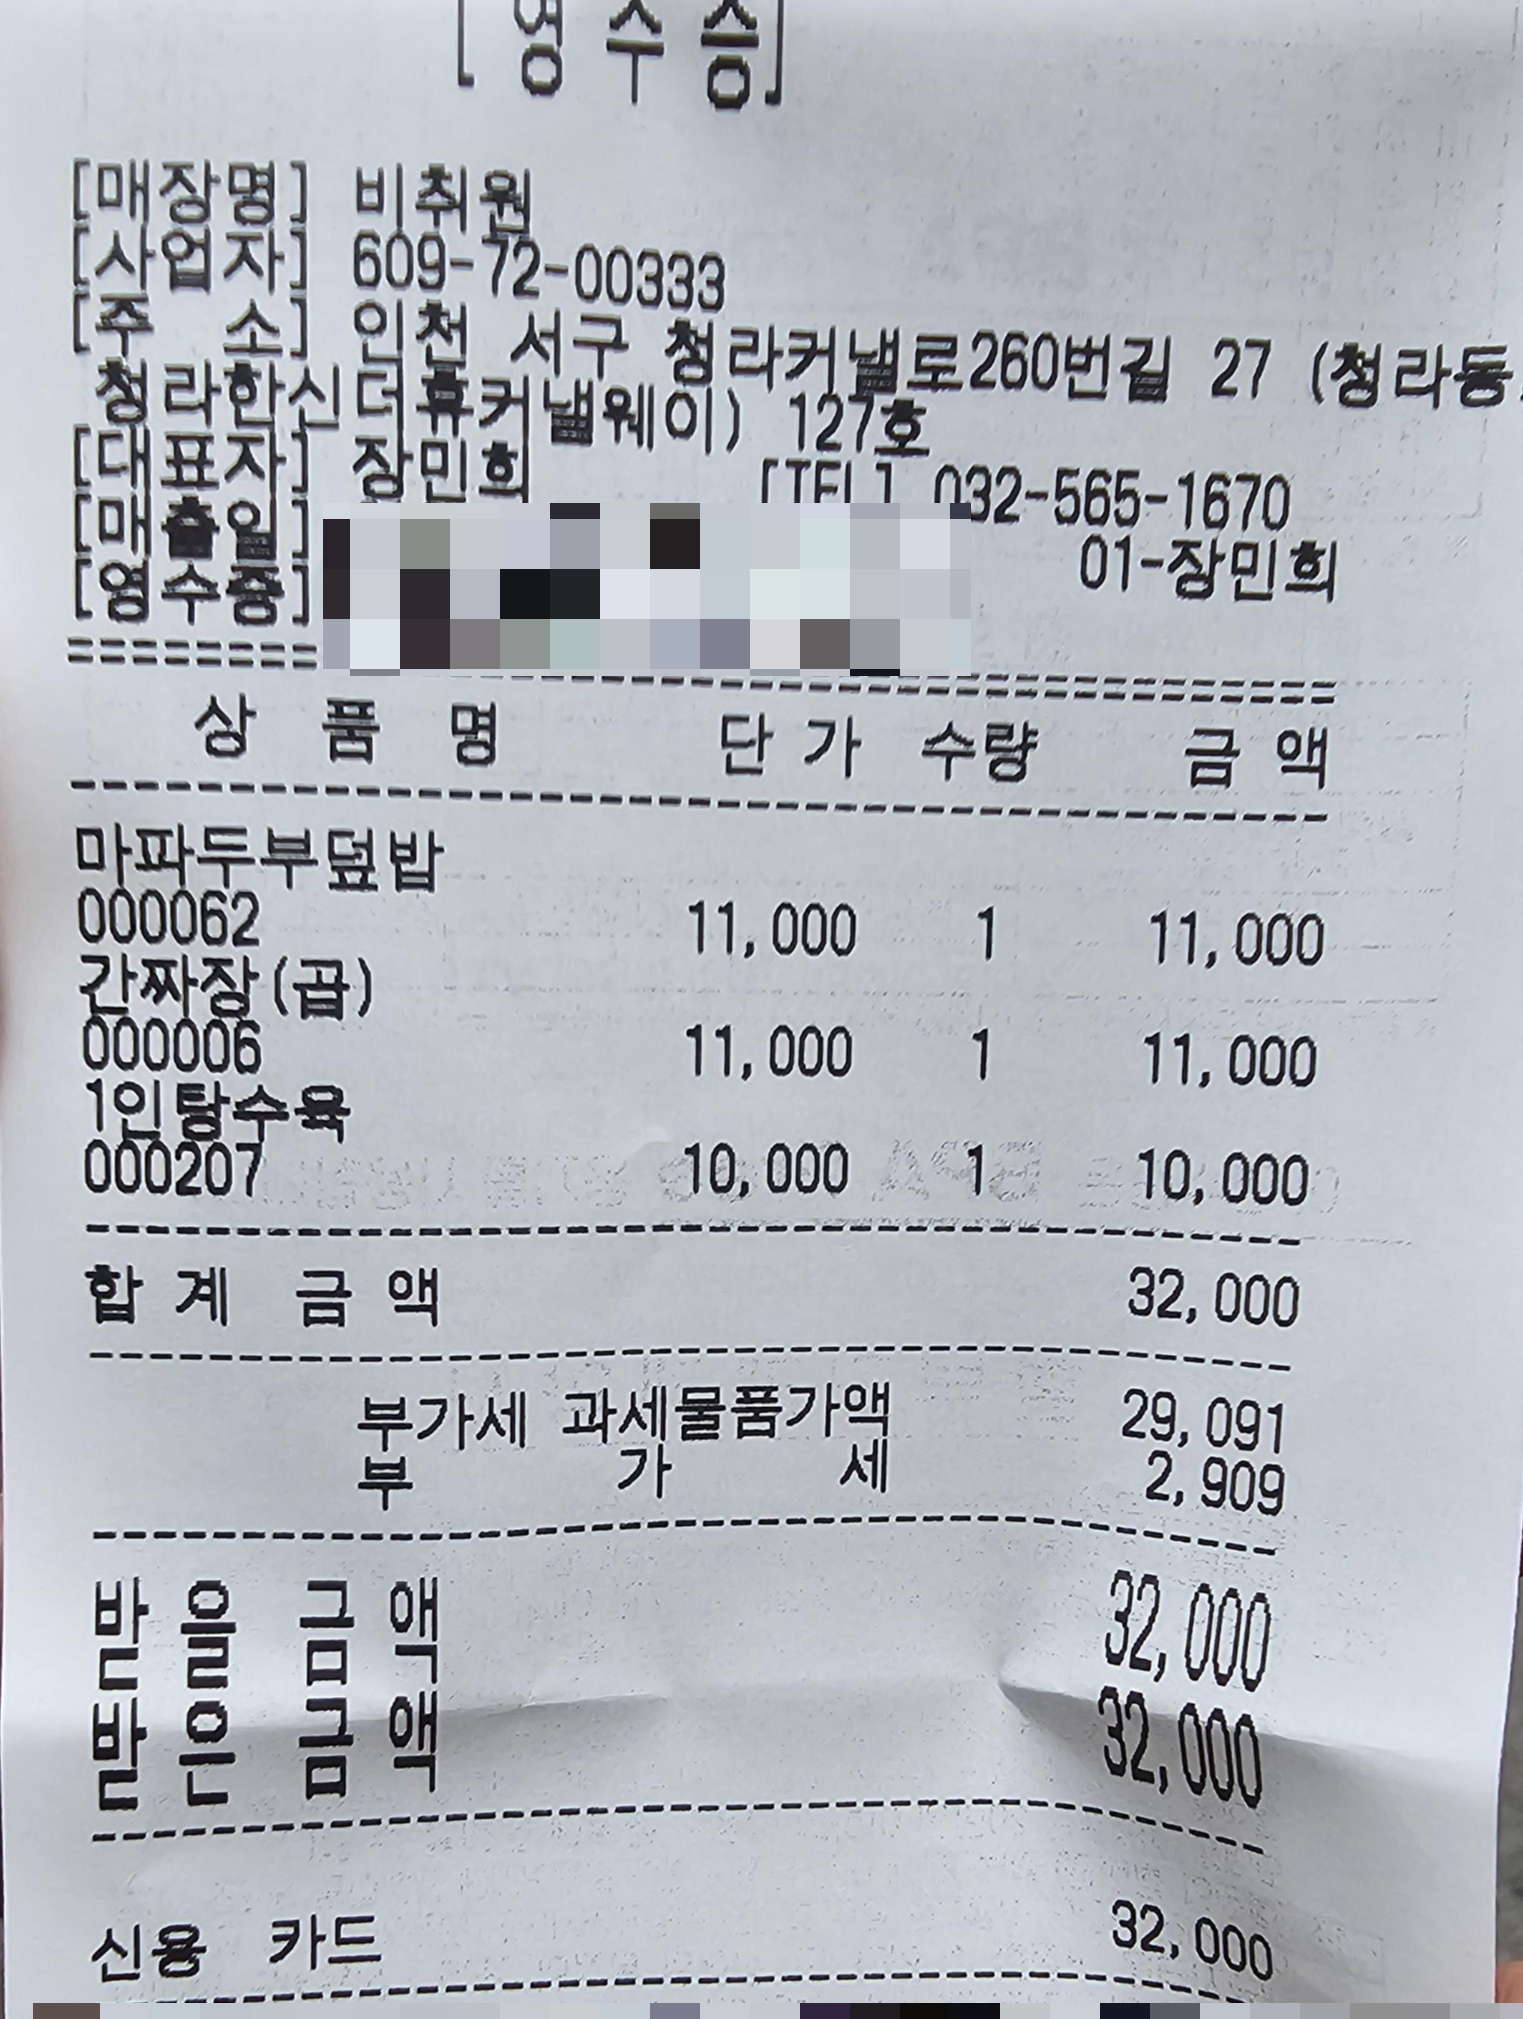 [ 영 수 증]
[매장명] 비취원
[사업자] 609-72-00333
[주 소] 인천 서구 청라커낼로260번길 27 (청라동,
청라한신더휴커낼웨이) 127호
[대표자] 장민희 [TEL] 032-565-1670
[매출일] 01-장민희
[영수증]
상 품 명 단 가 수량 금 액
마파두부덮밥
000062 11,000 1 11,000
간짜장(곱)
000006 11,000 1 11,000
1인탕수육
000207 10,000 1 10,000
합 계 금 액 32,000
부가세 과세물품가액 29,091
부 가 세 2,909
받 을 금 액 32,000
받 은 금 액 32,000
신용 카드 32,000